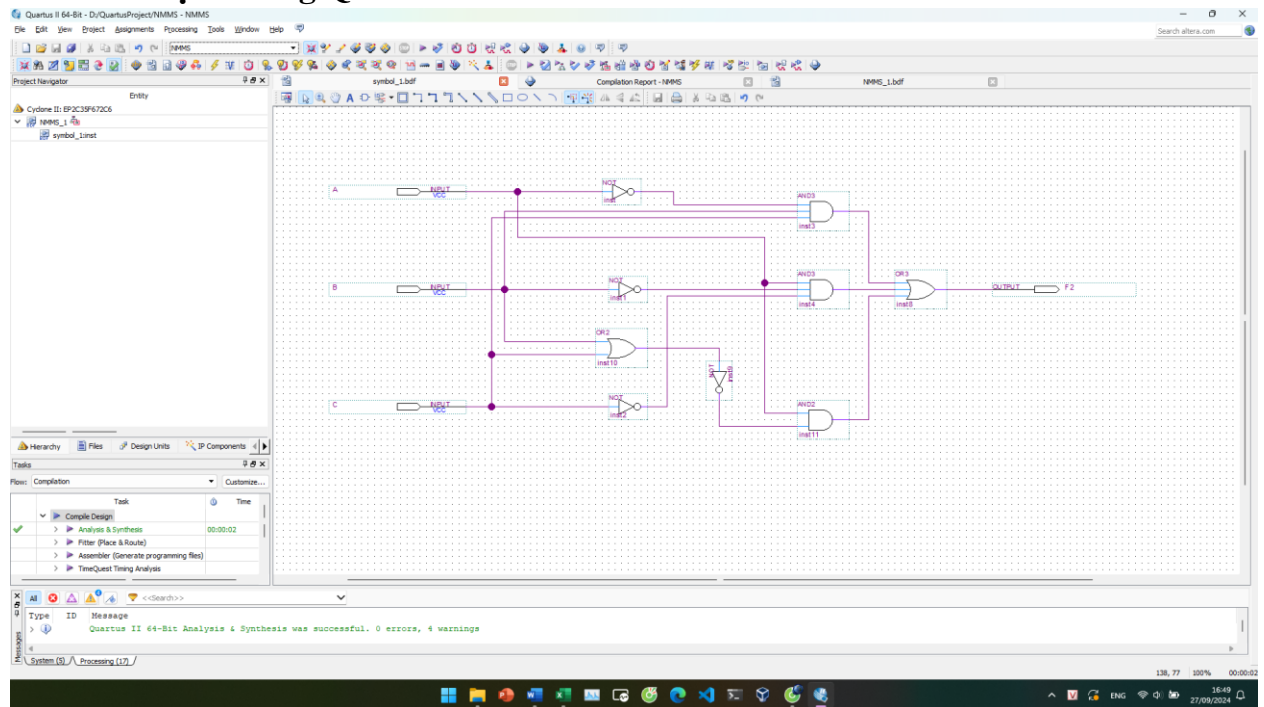 Quartus II 64-Bit - D:/QuartusProject/NMMS - NMMS
File Edit View Project Assignments Processing Tools Window Help
Search altera.com
NMMS
Project Navigator
symbol_1.bdf
Compilation Report - NMMS
NMMS_1.bdf
Entity
Cyclone II: EP2C35F672C6
NMMS_1
symbol_1:inst
A
INPUT
VCC
NOT
inst
AND3
inst3
B
INPUT
VCC
NOT
inst1
AND3
inst4
OR3
inst8
OUTPUT
F2
OR2
inst10
NOT
inst9
C
INPUT
VCC
NOT
inst2
AND2
inst11
Hierarchy Files Design Units IP Components
Tasks
Flow: Compilation Customize...
Task Time
Compile Design
Analysis & Synthesis 00:00:02
Fitter (Place & Route)
Assembler (Generate programming files)
TimeQuest Timing Analysis
All <<Search>>
Type ID Message
Quartus II 64-Bit Analysis & Synthesis was successful. 0 errors, 4 warnings
Messages
System (5) Processing (17)
138, 77 100% 00:00:02
ENG 16:49
27/09/2024